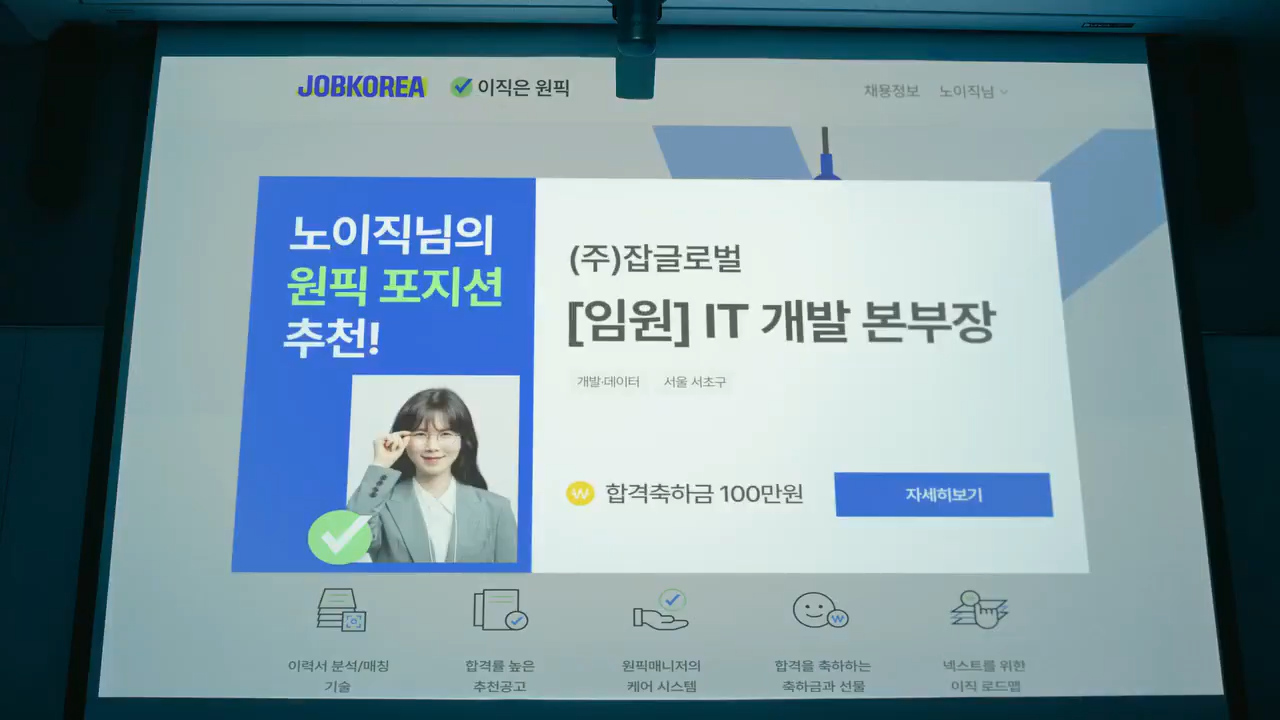 JOBKOREA
이직은 원픽
채용정보
노이직님
노이직님의
원픽 포지션
추천!
(주)잡글로벌
[임원] IT 개발 본부장
개발·데이터
서울 서초구
W 합격축하금 100만원
자세히보기
이력서 분석/매칭
기술
합격률 높은
추천공고
원픽매니저의
케어 시스템
W
합격을 축하하는
축하금과 선물
넥스트를 위한
이직 로드맵